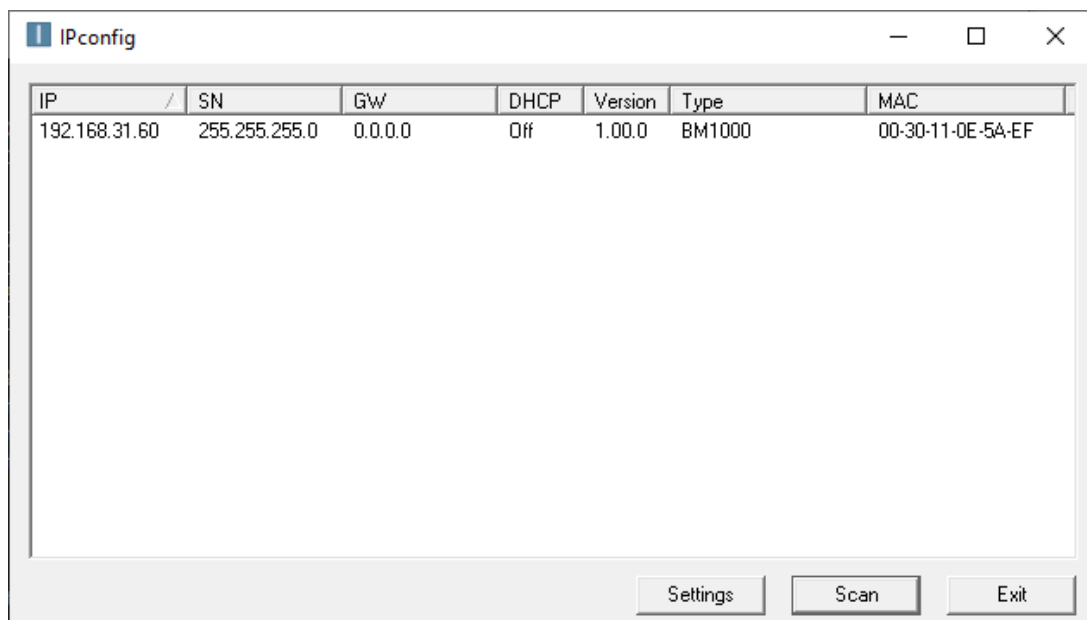 IPconfig
IP SN GW DHCP Version Type MAC
192.168.31.60 255.255.255.0 0.0.0.0 Off 1.00.0 BM1000 00-30-11-0E-5A-EF
Settings Scan Exit